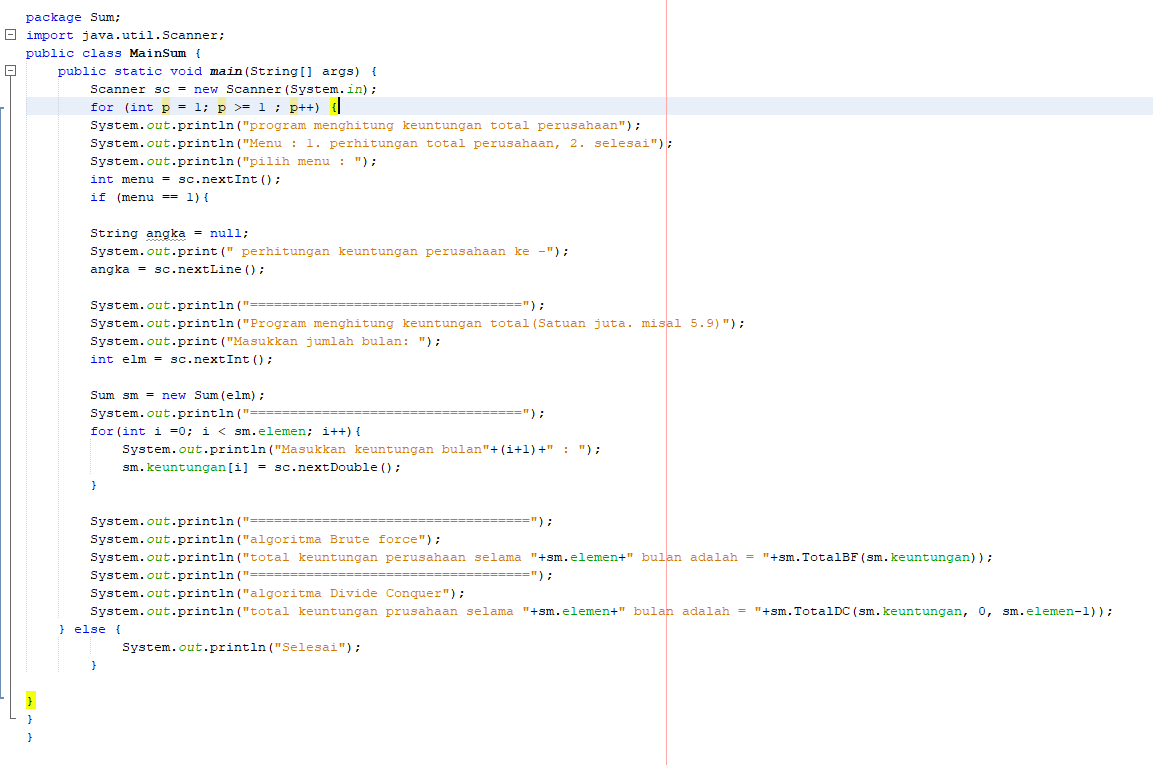 package Sum;
import java.util.Scanner;
public class MainSum {
    public static void main(String[] args) {
        Scanner sc = new Scanner(System.in);
        for (int p = 1; p >= 1 ; p++) {
        System.out.println("program menghitung keuntungan total perusahaan");
        System.out.println("Menu : 1. perhitungan total perusahaan, 2. selesai");
        System.out.println("pilih menu : ");
        int menu = sc.nextInt();
        if (menu == 1){

        String angka = null;
        System.out.print(" perhitungan keuntungan perusahaan ke -");
        angka = sc.nextLine();

        System.out.println("==================================");
        System.out.println("Program menghitung keuntungan total(Satuan juta. misal 5.9)");
        System.out.print("Masukkan jumlah bulan: ");
        int elm = sc.nextInt();

        Sum sm = new Sum(elm);
        System.out.println("==================================");
        for(int i =0; i < sm.elemen; i++){
            System.out.println("Masukkan keuntungan bulan"+(i+1)+" : ");
            sm.keuntungan[i] = sc.nextDouble();
        }

        System.out.println("===================================");
        System.out.println("algoritma Brute force");
        System.out.println("total keuntungan perusahaan selama "+sm.elemen+" bulan adalah = "+sm.TotalBF(sm.keuntungan));
        System.out.println("===================================");
        System.out.println("algoritma Divide Conquer");
        System.out.println("total keuntungan prusahaan selama "+sm.elemen+" bulan adalah = "+sm.TotalDC(sm.keuntungan, 0, sm.elemen-1));
    } else {
            System.out.println("Selesai");
        }

}
}
}